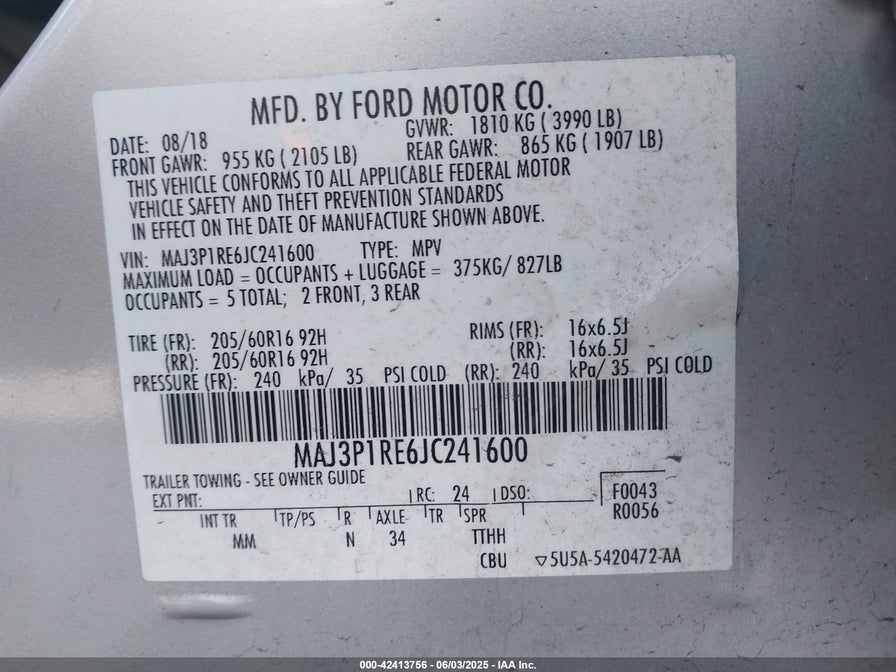 MFD. BY FORD MOTOR CO.
DATE: 08/18 GVWR: 1810 KG ( 3990 LB)
FRONT GAWR: 955 KG ( 2105 LB) REAR GAWR: 865 KG ( 1907 LB)
THIS VEHICLE CONFORMS TO ALL APPLICABLE FEDERAL MOTOR
VEHICLE SAFETY AND THEFT PREVENTION STANDARDS
IN EFFECT ON THE DATE OF MANUFACTURE SHOWN ABOVE.
VIN: MAJ3P1RE6JC241600 TYPE: MPV
MAXIMUM LOAD = OCCUPANTS + LUGGAGE = 375KG/ 827LB
OCCUPANTS = 5 TOTAL; 2 FRONT, 3 REAR
TIRE (FR): 205/60R16 92H RIMS (FR): 16x6.5J
(RR): 205/60R16 92H (RR): 16x6.5J
PRESSURE (FR): 240 kPa/ 35 PSI COLD (RR): 240 kPa/ 35 PSI COLD
MAJ3P1RE6JC241600
TRAILER TOWING - SEE OWNER GUIDE
EXT PNT: RC: 24 DSO: F0043
R0056
INT TR TP/PS R AXLE TR SPR
MM N 34 TTHH
CBU 5U5A-5420472-AA
000-42413756 - 06/03/2025 - IAA Inc.